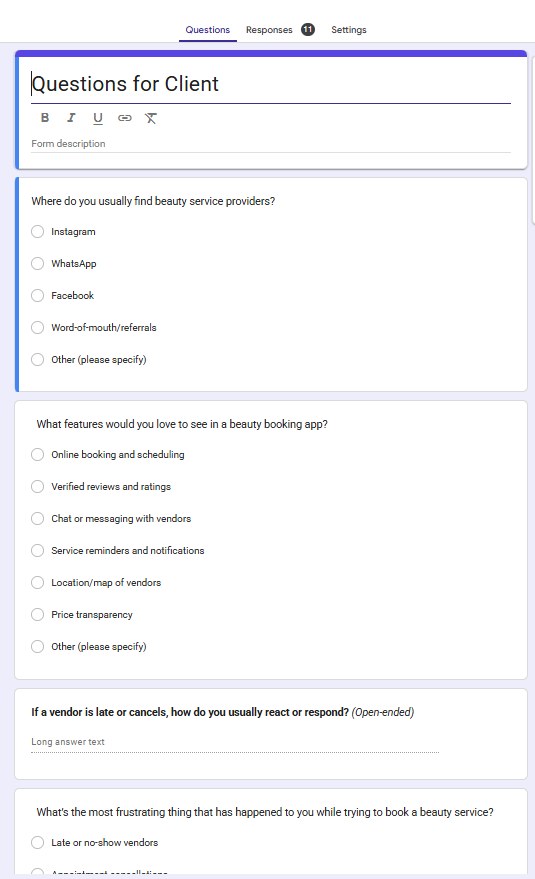 Questions
Responses 11
Settings
Questions for Client
B I U
Form description
Where do you usually find beauty service providers?
Instagram
WhatsApp
Facebook
Word-of-mouth/referrals
Other (please specify)
What features would you love to see in a beauty booking app?
Online booking and scheduling
Verified reviews and ratings
Chat or messaging with vendors
Service reminders and notifications
Location/map of vendors
Price transparency
Other (please specify)
If a vendor is late or cancels, how do you usually react or respond? (Open-ended)
Long answer text
What's the most frustrating thing that has happened to you while trying to book a beauty service?
Late or no-show vendors
Appointment cancellations